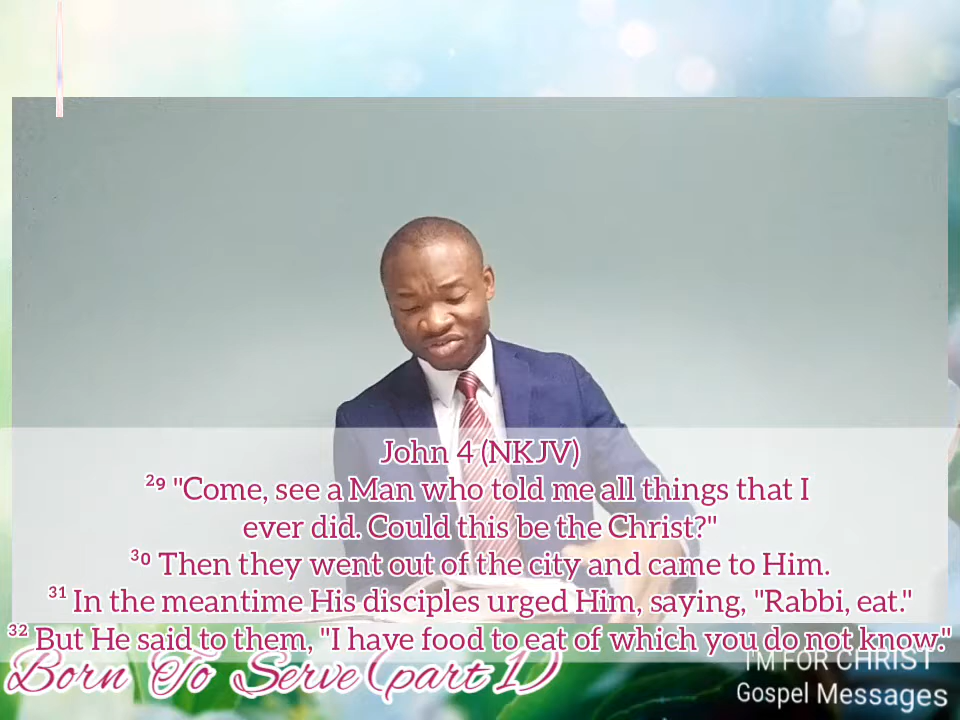 John 4 (NKJV)
²⁹ "Come, see a Man who told me all things that I
ever did. Could this be the Christ?"
³⁰ Then they went out of the city and came to Him.
³¹ In the meantime His disciples urged Him, saying, "Rabbi, eat."
³² But He said to them, "I have food to eat of which you do not know."
Born To Serve (part 1)
I'M FOR CHRIST
Gospel Messages